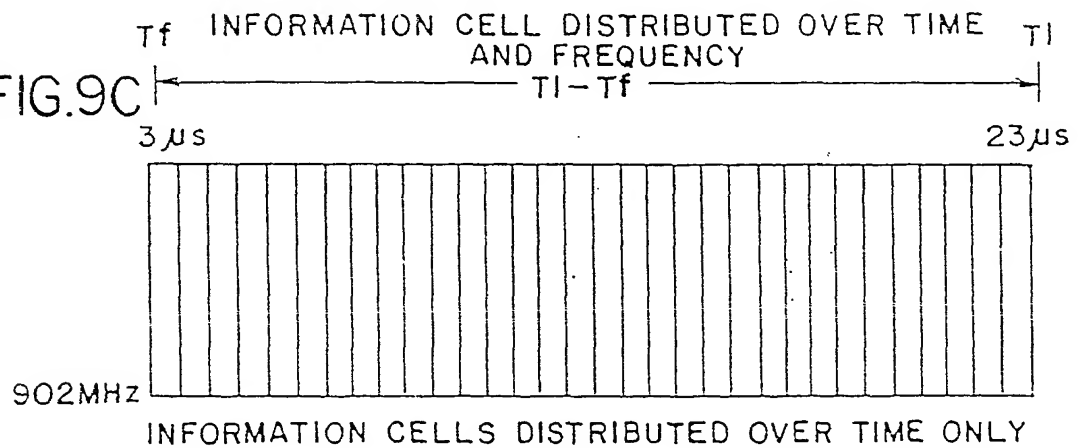 INFORMATION CELL DISTRIBUTED OVER TIME
AND FREQUENCY
Tf
Tl
FIG.9C
Tl-Tf
3μs
23μs
902MHz
INFORMATION CELLS DISTRIBUTED OVER TIME ONLY